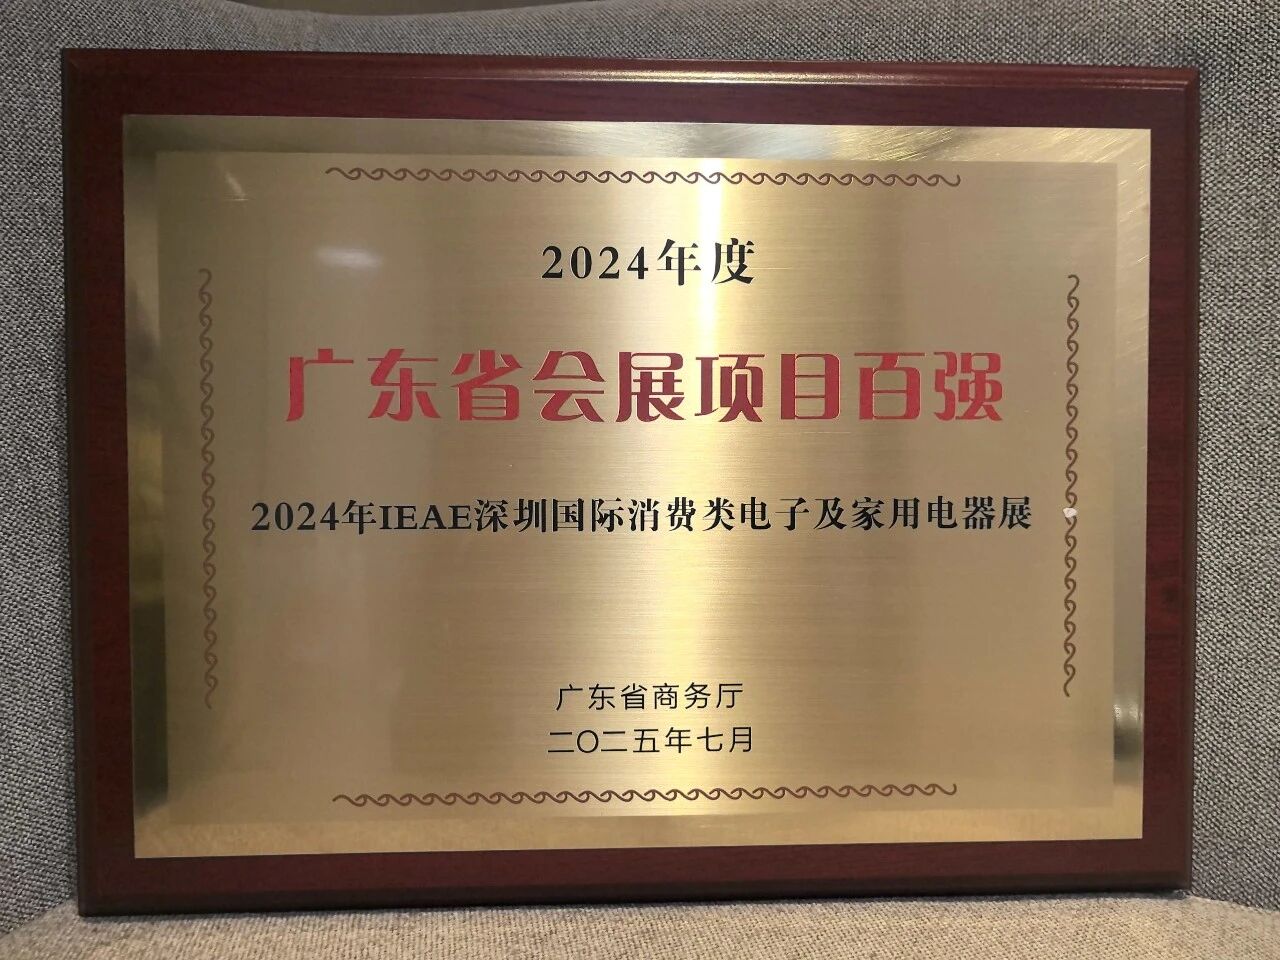 2024年度
广东省会展项目百强
2024年IEAE深圳国际消费类电子及家用电器展
广东省商务厅
二〇二五年七月